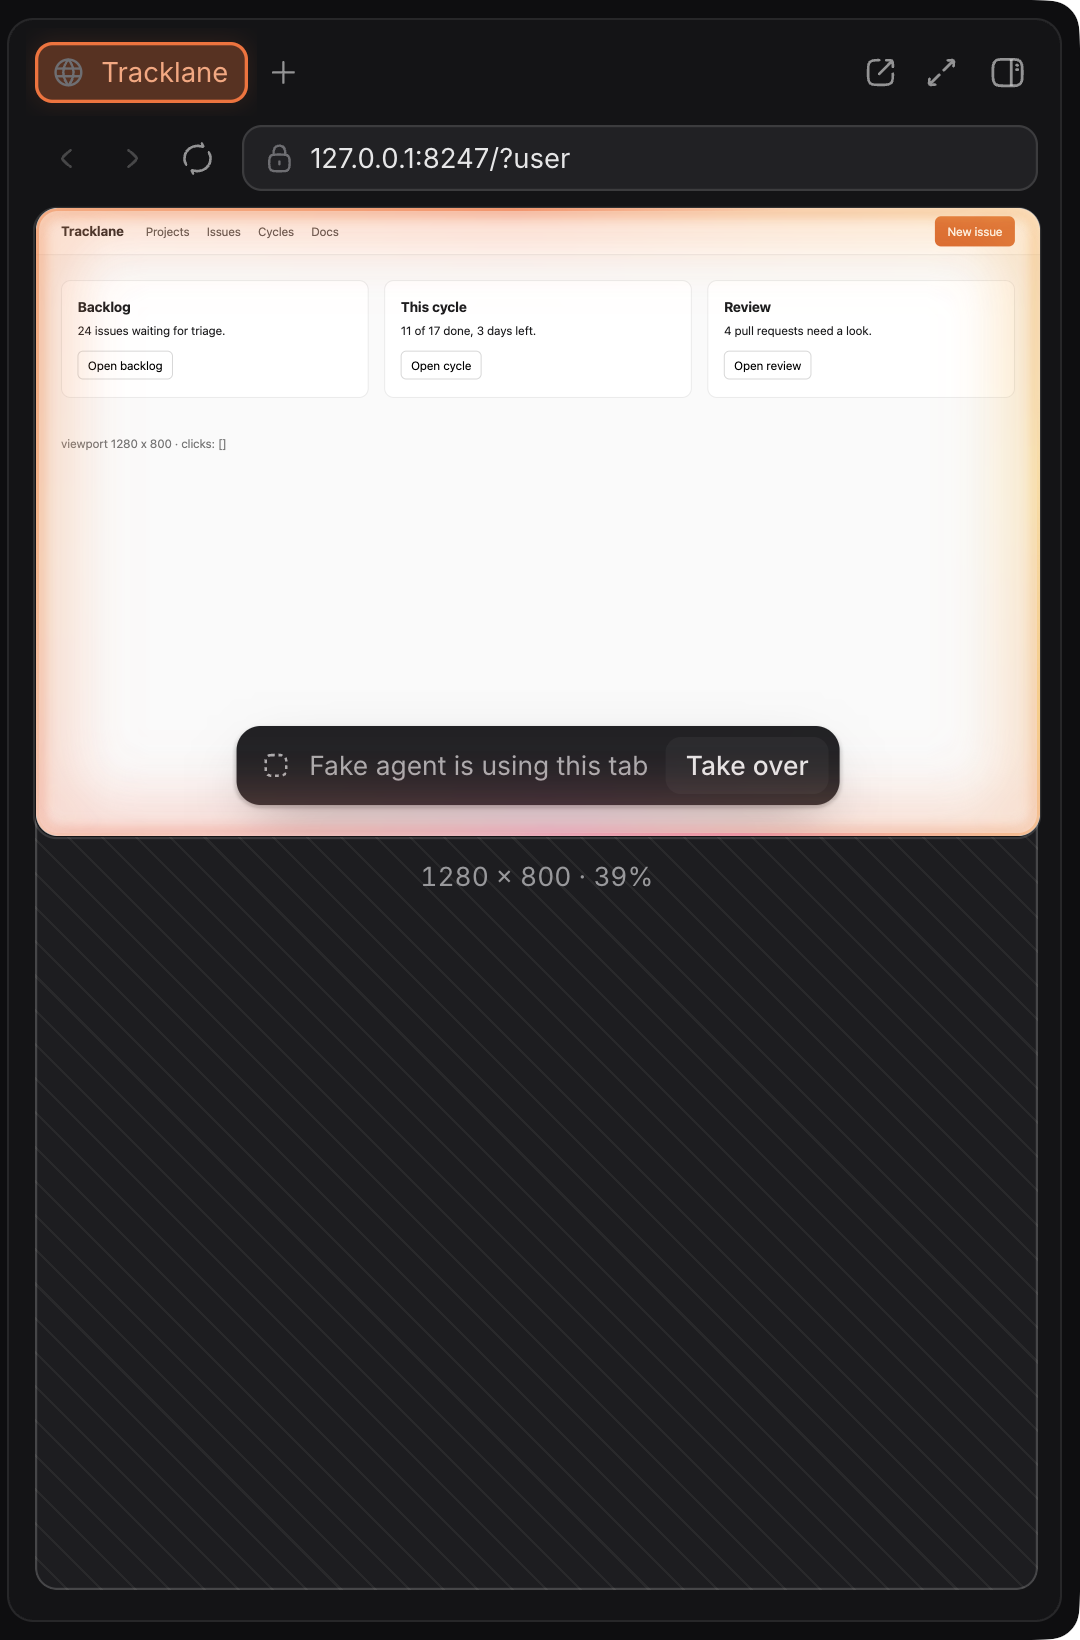 Tracklane
127.0.0.1:8247/?user
Tracklane Projects Issues Cycles Docs New issue
Backlog
24 issues waiting for triage.
Open backlog
This cycle
11 of 17 done, 3 days left.
Open cycle
Review
4 pull requests need a look.
Open review
viewport 1280 x 800 · clicks: []
Fake agent is using this tab Take over
1280 × 800 · 39%